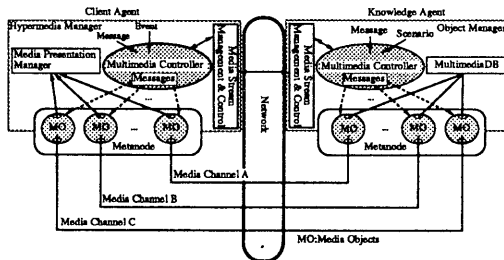 Client Agent
Knowledge Agent
Hypermedia Manager
Event
Message
Message
Scenario
Object Manager
Media Presentation
Manager
Multimedia Controller
Messages
Media Stream
Management & Control
Network
Media Stream
Management & Control
Multimedia Controller
Messages
MultimediaDB
...
...
MO
MO
...
MO
Metanode
MO
...
MO
MO
Metanode
Media Channel A
Media Channel B
Media Channel C
MO:Media Objects